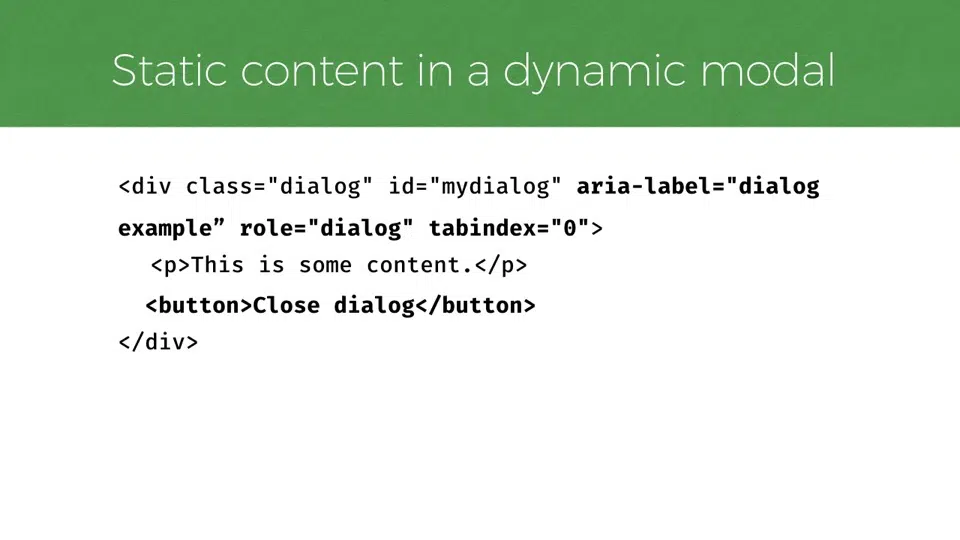 Static content in a dynamic modal
<div class="dialog" id="mydialog" aria-label="dialog
example” role="dialog" tabindex="0">
<p>This is some content.</p>
<button>Close dialog</button>
</div>